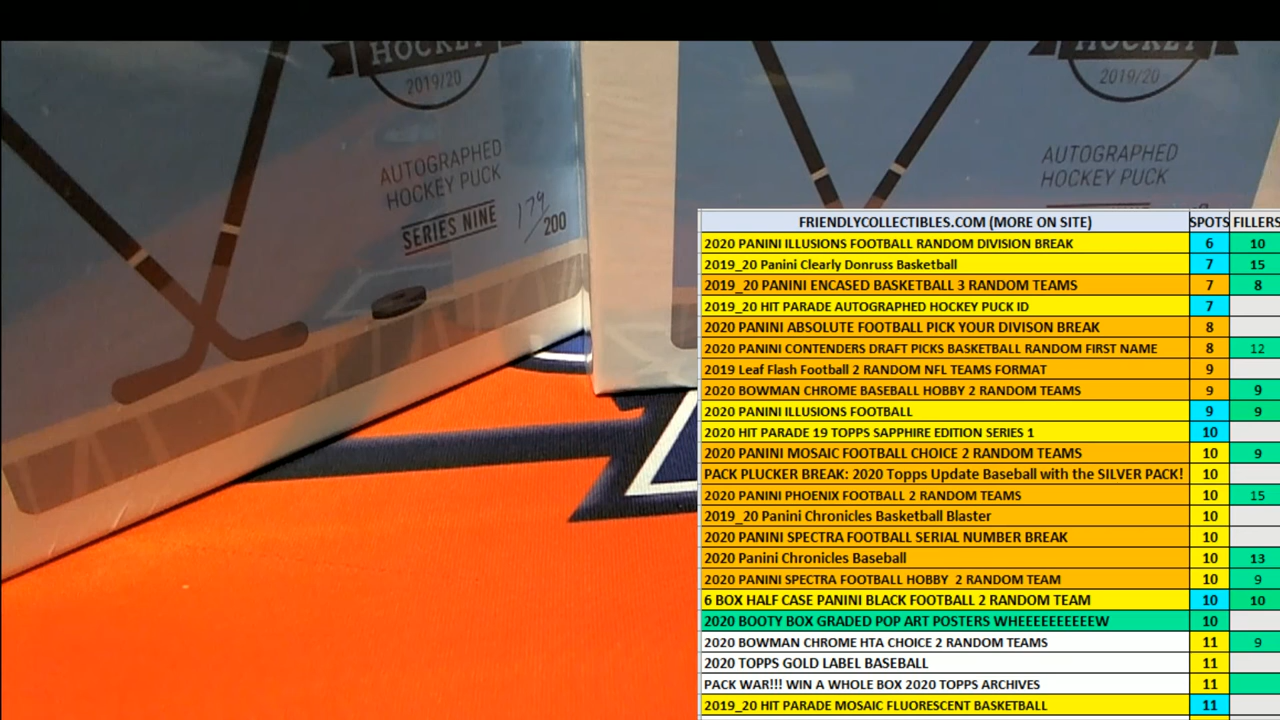 HOCKEY
2019/20
AUTOGRAPHED
HOCKEY PUCK
SERIES NINE
179/200
HOCKEY
2019/20
AUTOGRAPHED
HOCKEY PUCK
FRIENDLYCOLLECTIBLES.COM (MORE ON SITE) SPOTS FILLERS
2020 PANINI ILLUSIONS FOOTBALL RANDOM DIVISION BREAK 6 10
2019_20 Panini Clearly Donruss Basketball 7 15
2019_20 PANINI ENCASED BASKETBALL 3 RANDOM TEAMS 7 8
2019_20 HIT PARADE AUTOGRAPHED HOCKEY PUCK ID 7
2020 PANINI ABSOLUTE FOOTBALL PICK YOUR DIVISON BREAK 8
2020 PANINI CONTENDERS DRAFT PICKS BASKETBALL RANDOM FIRST NAME 8 12
2019 Leaf Flash Football 2 RANDOM NFL TEAMS FORMAT 9
2020 BOWMAN CHROME BASEBALL HOBBY 2 RANDOM TEAMS 9 9
2020 PANINI ILLUSIONS FOOTBALL 9 9
2020 HIT PARADE 19 TOPPS SAPPHIRE EDITION SERIES 1 10
2020 PANINI MOSAIC FOOTBALL CHOICE 2 RANDOM TEAMS 10 9
PACK PLUCKER BREAK: 2020 Topps Update Baseball with the SILVER PACK! 10
2020 PANINI PHOENIX FOOTBALL 2 RANDOM TEAMS 10 15
2019_20 Panini Chronicles Basketball Blaster 10
2020 PANINI SPECTRA FOOTBALL SERIAL NUMBER BREAK 10
2020 Panini Chronicles Baseball 10 13
2020 PANINI SPECTRA FOOTBALL HOBBY 2 RANDOM TEAM 10 9
6 BOX HALF CASE PANINI BLACK FOOTBALL 2 RANDOM TEAM 10 10
2020 BOOTY BOX GRADED POP ART POSTERS WHEEEEEEEEEEW 10
2020 BOWMAN CHROME HTA CHOICE 2 RANDOM TEAMS 11 9
2020 TOPPS GOLD LABEL BASEBALL 11
PACK WAR!!! WIN A WHOLE BOX 2020 TOPPS ARCHIVES 11
2019_20 HIT PARADE MOSAIC FLUORESCENT BASKETBALL 11